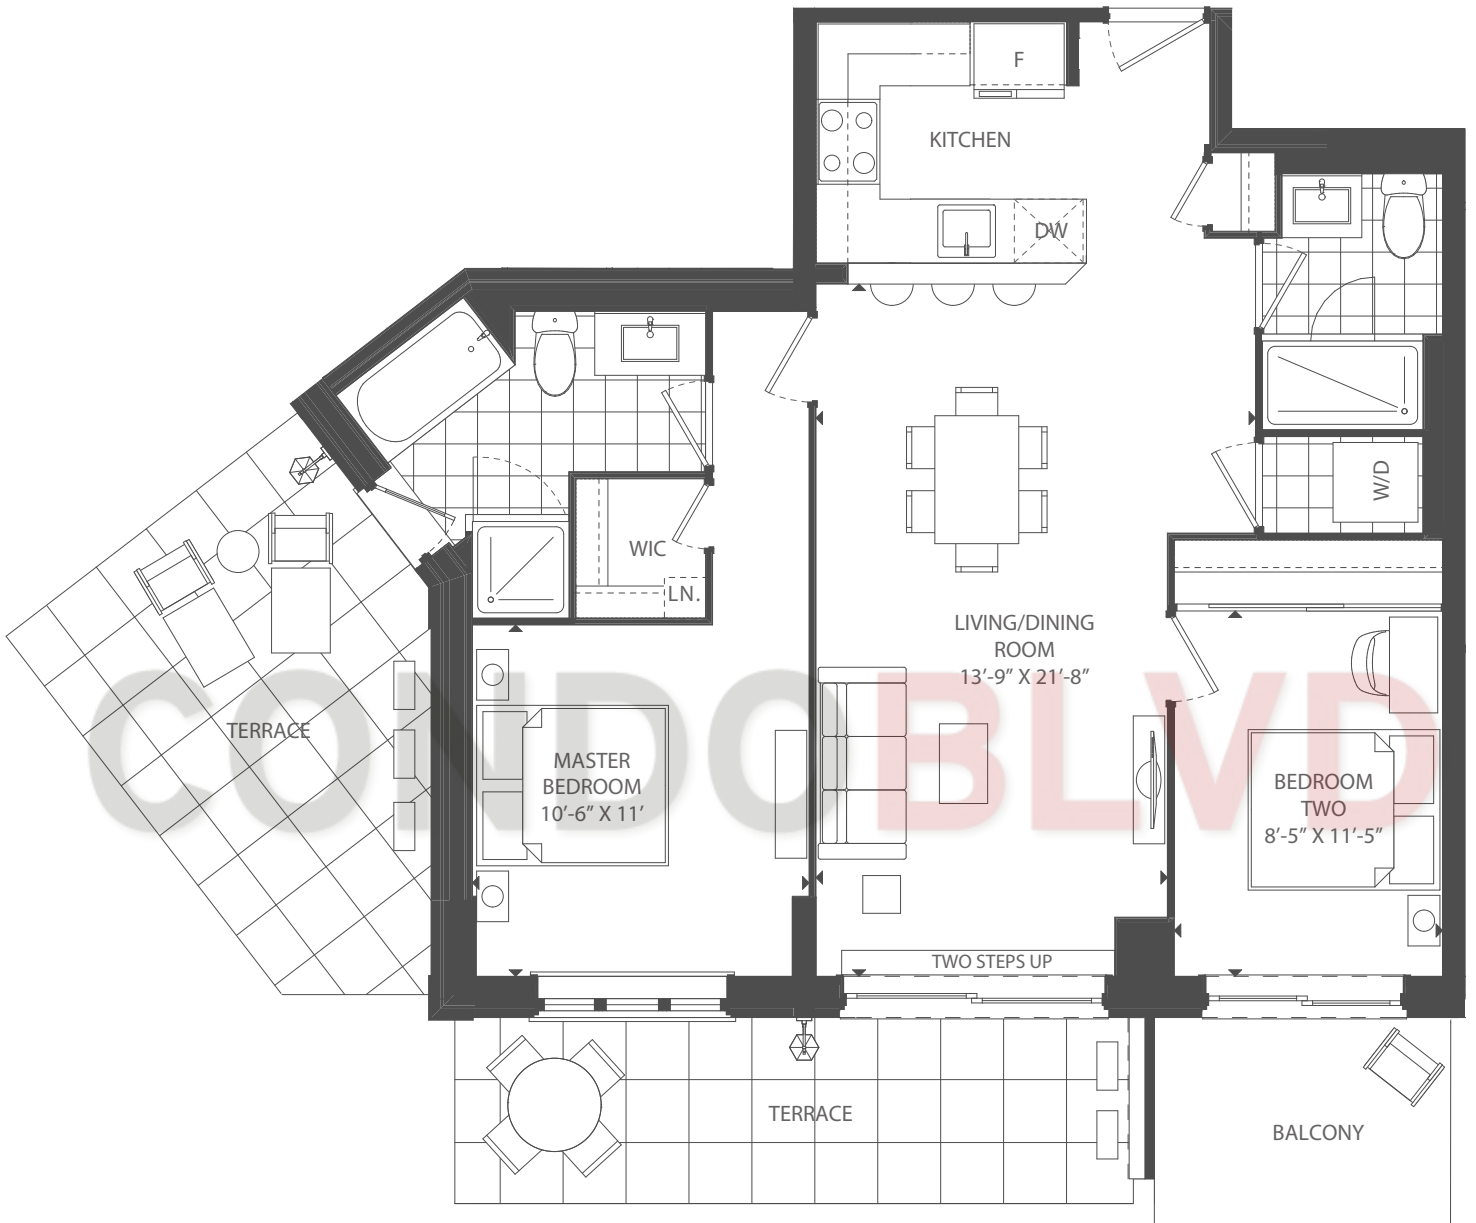 F
KITCHEN
DW
W/D
WIC
LN.
LIVING/DINING
ROOM
13'-9" X 21'-8"
TERRACE
CONDOBLVD
MASTER
BEDROOM
10'-6" X 11'
BEDROOM
TWO
8'-5" X 11'-5"
TWO STEPS UP
TERRACE
BALCONY